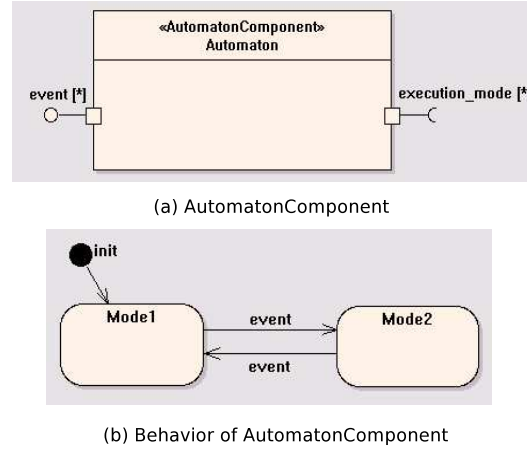 «AutomatonComponent»
Automaton
event [*]
execution_mode [*
(a) AutomatonComponent
init
Mode1
event
Mode2
event
(b) Behavior of AutomatonComponent